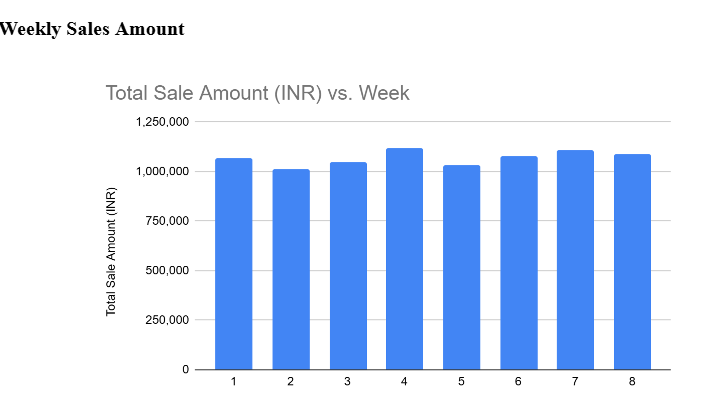 Weekly Sales Amount
Total Sale Amount (INR) vs. Week
1,250,000
1,000,000
750,000
500,000
250,000
0
Total Sale Amount (INR)
1 2 3 4 5 6 7 8